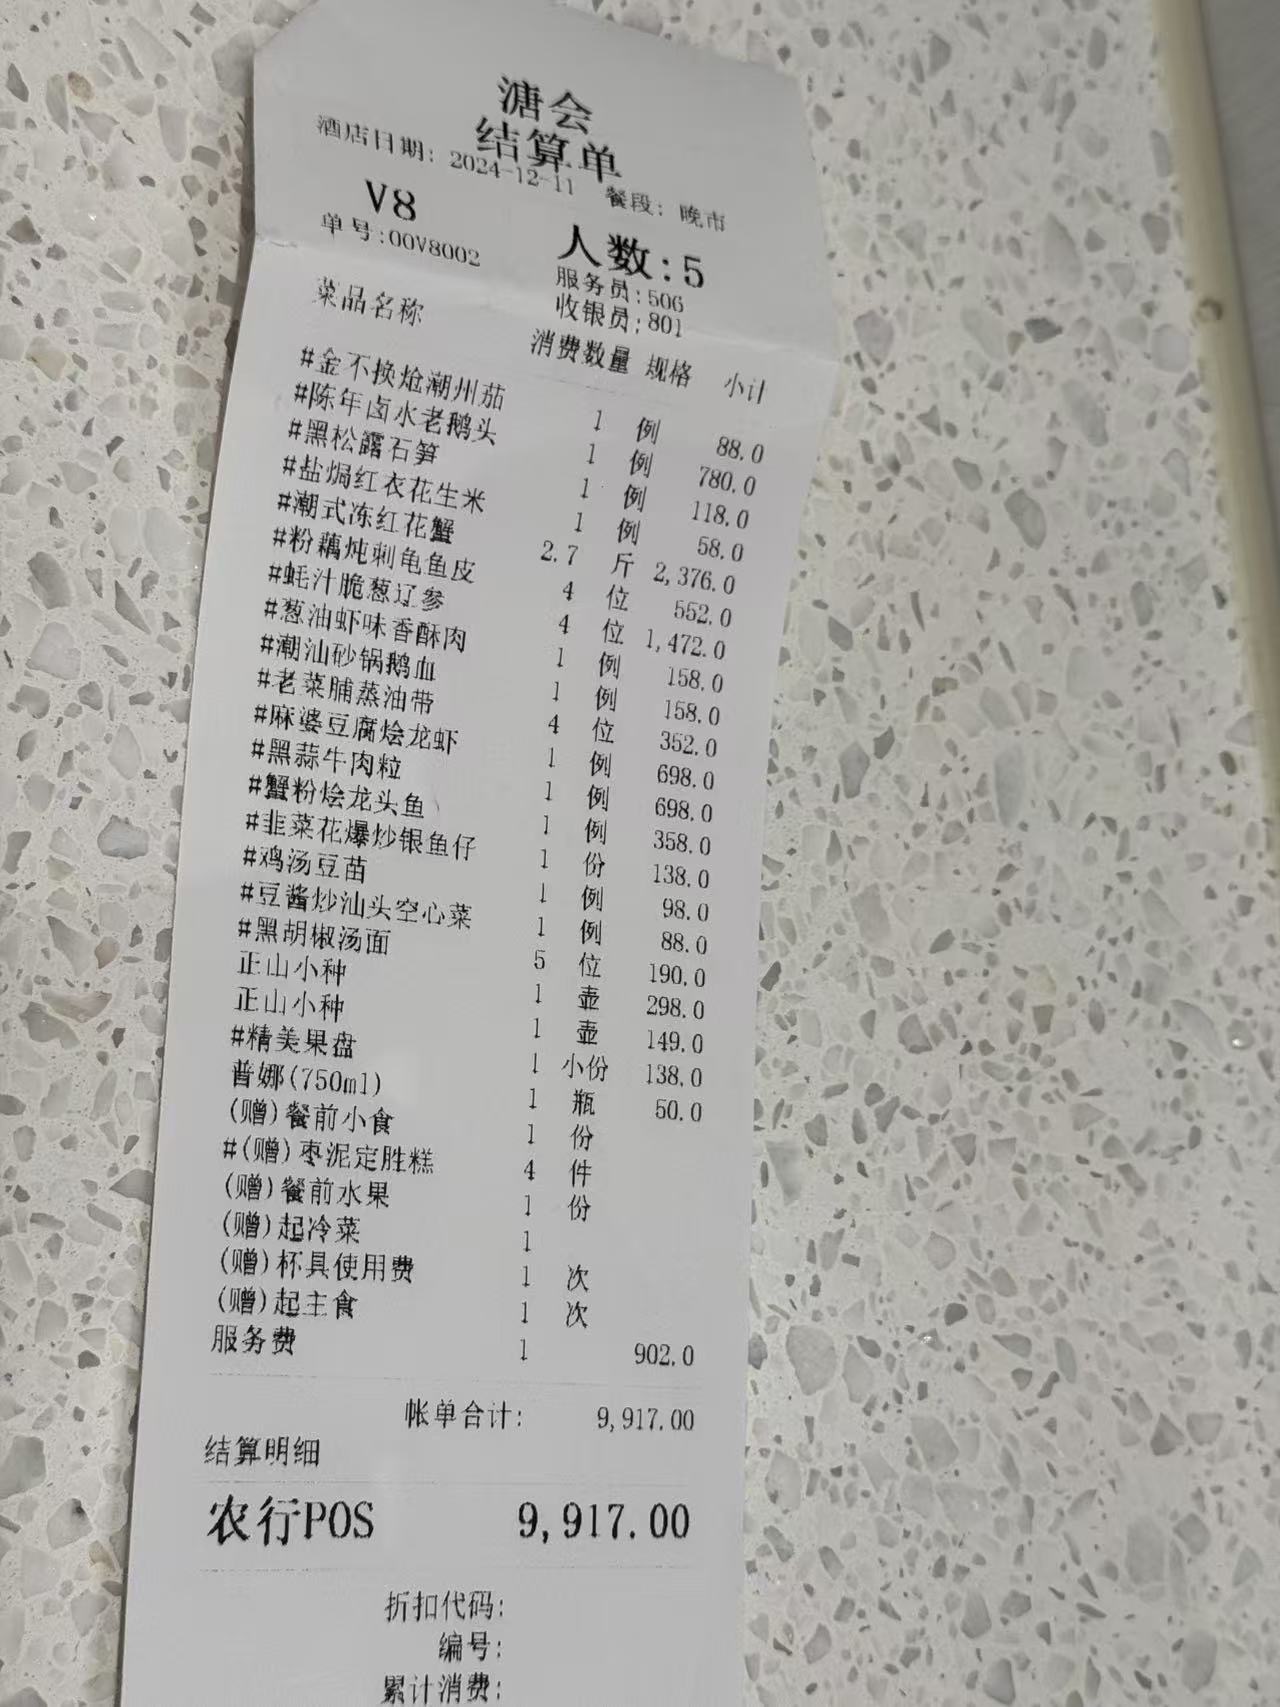 溏会
结算单
酒店日期: 2024-12-11 餐段: 晚市
V8 人数:5
单号:00V8002 服务员:506
收银员:801
菜品名称 消费数量 规格 小计
#金不换炝潮州茄 1 例 88.0
#陈年卤水老鹅头 1 例 780.0
#黑松露石笋 1 例 118.0
#盐焗红衣花生米 1 例 58.0
#潮式冻红花蟹 2.7 斤 2,376.0
#粉藕炖刺龟鱼皮 4 位 552.0
#蚝汁脆葱辽参 4 位 1,472.0
#葱油虾味香酥肉 1 例 158.0
#潮汕砂锅鹅血 1 例 158.0
#老菜脯蒸油带 4 位 352.0
#麻婆豆腐烩龙虾 1 例 698.0
#黑蒜牛肉粒 1 例 698.0
#蟹粉烩龙头鱼 1 例 358.0
#韭菜花爆炒银鱼仔 1 份 138.0
#鸡汤豆苗 1 例 98.0
#豆酱炒汕头空心菜 1 例 88.0
#黑胡椒汤面 5 位 190.0
正山小种 1 壶 298.0
正山小种 1 壶 149.0
#精美果盘 1 小份 138.0
普娜(750ml) 1 瓶 50.0
(赠)餐前小食 1 份
#(赠)枣泥定胜糕 4 件
(赠)餐前水果 1 份
(赠)起冷菜 1
(赠)杯具使用费 1 次
(赠)起主食 1 次
服务费 1 902.0
帐单合计: 9,917.00
结算明细
农行POS 9,917.00
折扣代码:
编号:
累计消费: